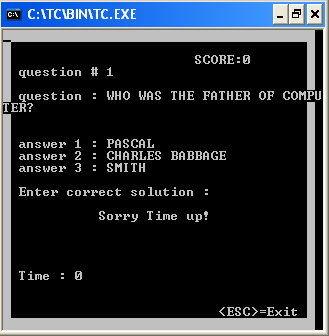 C:\TC\BIN\TC.EXE
SCORE:0
question # 1
question : WHO WAS THE FATHER OF COMPU
TER?
answer 1 : PASCAL
answer 2 : CHARLES BABBAGE
answer 3 : SMITH
Enter correct solution :
Sorry Time up!
Time : 0
<ESC>=Exit